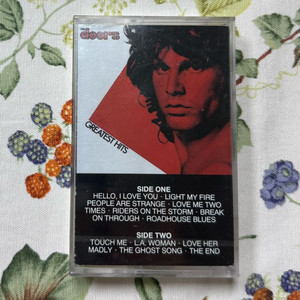 the
doors
GREATEST HITS
SIDE ONE
HELLO, I LOVE YOU · LIGHT MY FIRE
PEOPLE ARE STRANGE · LOVE ME TWO
TIMES · RIDERS ON THE STORM · BREAK
ON THROUGH · ROADHOUSE BLUES
SIDE TWO
TOUCH ME · L.A. WOMAN · LOVE HER
MADLY · THE GHOST SONG · THE END